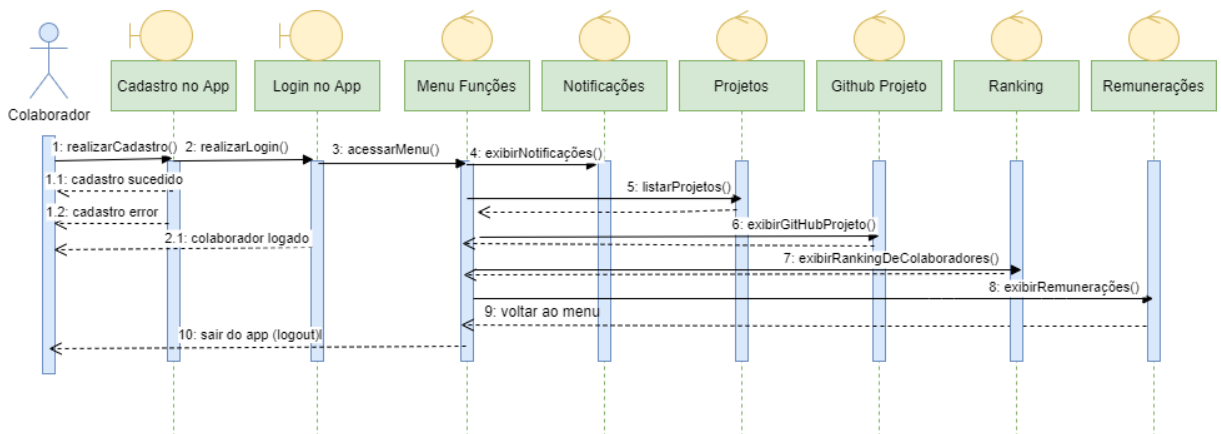 Colaborador
Cadastro no App
Login no App
Menu Funções
Notificações
Projetos
Github Projeto
Ranking
Remunerações
1: realizarCadastro()
2: realizarLogin()
3: acessarMenu()
4: exibirNotificações()
1.1: cadastro sucedido
5: listarProjetos()
1.2: cadastro error
6: exibirGitHubProjeto()
2.1: colaborador logado
7: exibirRankingDeColaboradores()
8: exibirRemunerações()
9: voltar ao menu
10: sair do app (logout)l